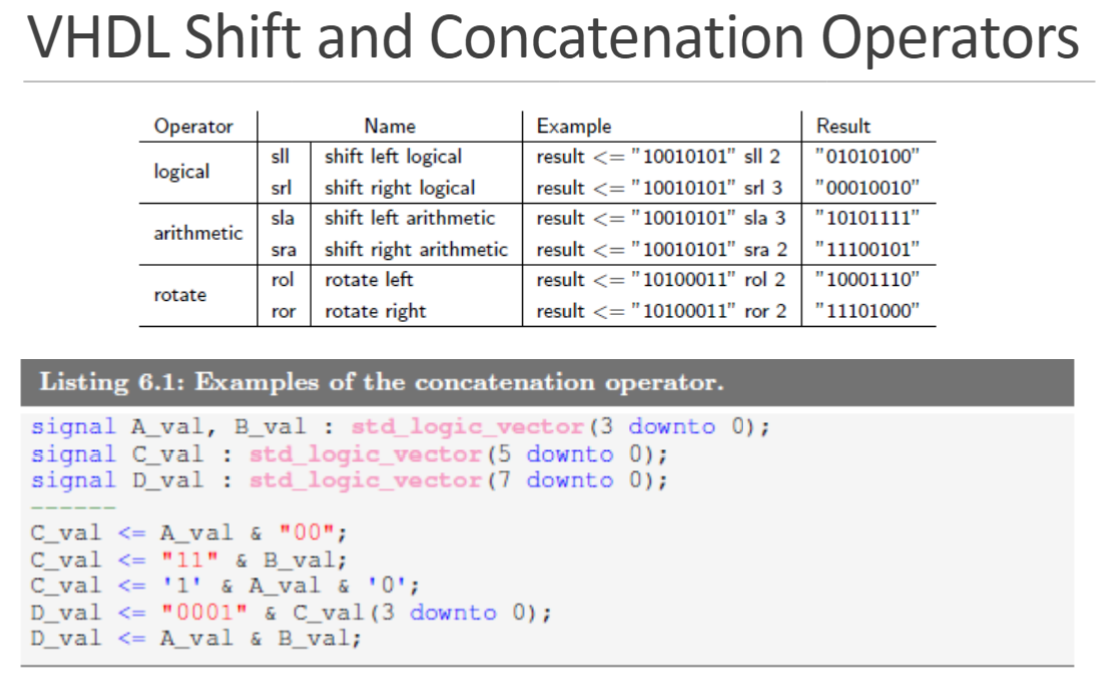 VHDL Shift and Concatenation Operators
Operator Name Example Result
logical sll shift left logical result <= "10010101" sll 2 "01010100"
srl shift right logical result <= "10010101" srl 3 "00010010"
arithmetic sla shift left arithmetic result <= "10010101" sla 3 "10101111"
sra shift right arithmetic result <= "10010101" sra 2 "11100101"
rotate rol rotate left result <= "10100011" rol 2 "10001110"
ror rotate right result <= "10100011" ror 2 "11101000"
Listing 6.1: Examples of the concatenation operator.
signal A_val, B_val : std_logic_vector(3 downto 0);
signal C_val : std_logic_vector(5 downto 0);
signal D_val : std_logic_vector(7 downto 0);
------
C_val <= A_val & "00";
C_val <= "11" & B_val;
C_val <= '1' & A_val & '0';
D_val <= "0001" & C_val(3 downto 0);
D_val <= A_val & B_val;